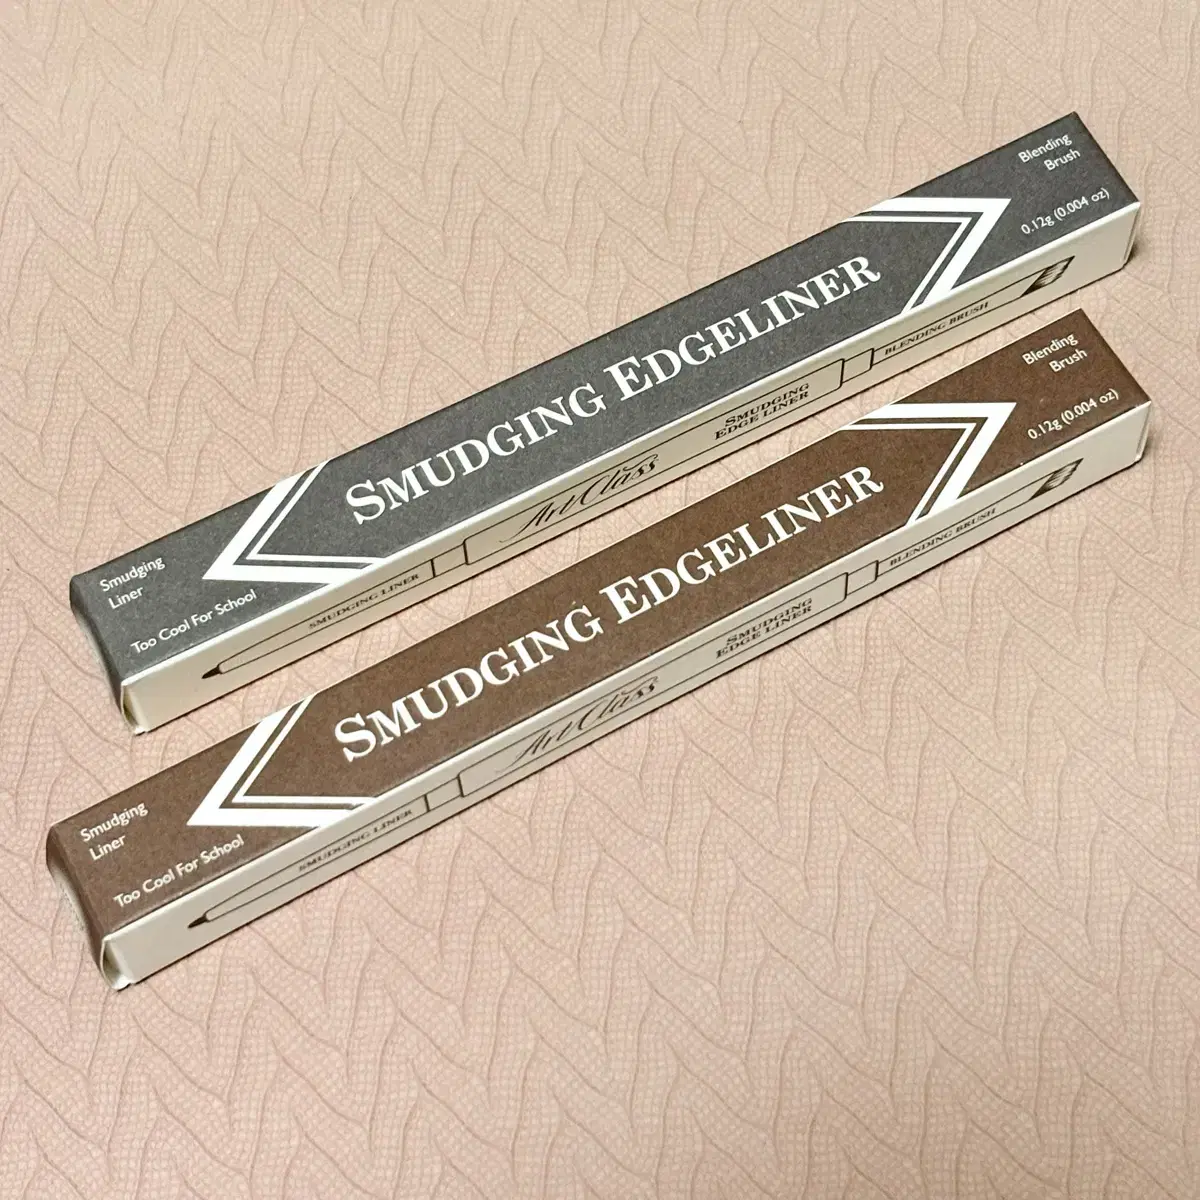 Blending
Brush
0.12g (0.004 oz)
SMUDGING EDGELINER
Smudging
Liner
Too Cool For School
SMUDGING LINER
Art Class
SMUDGING
EDGE LINER
BLENDING BRUSH
Blending
Brush
0.12g (0.004 oz)
SMUDGING EDGELINER
Smudging
Liner
Too Cool For School
SMUDGING LINER
Art Class
SMUDGING
EDGE LINER
BLENDING BRUSH